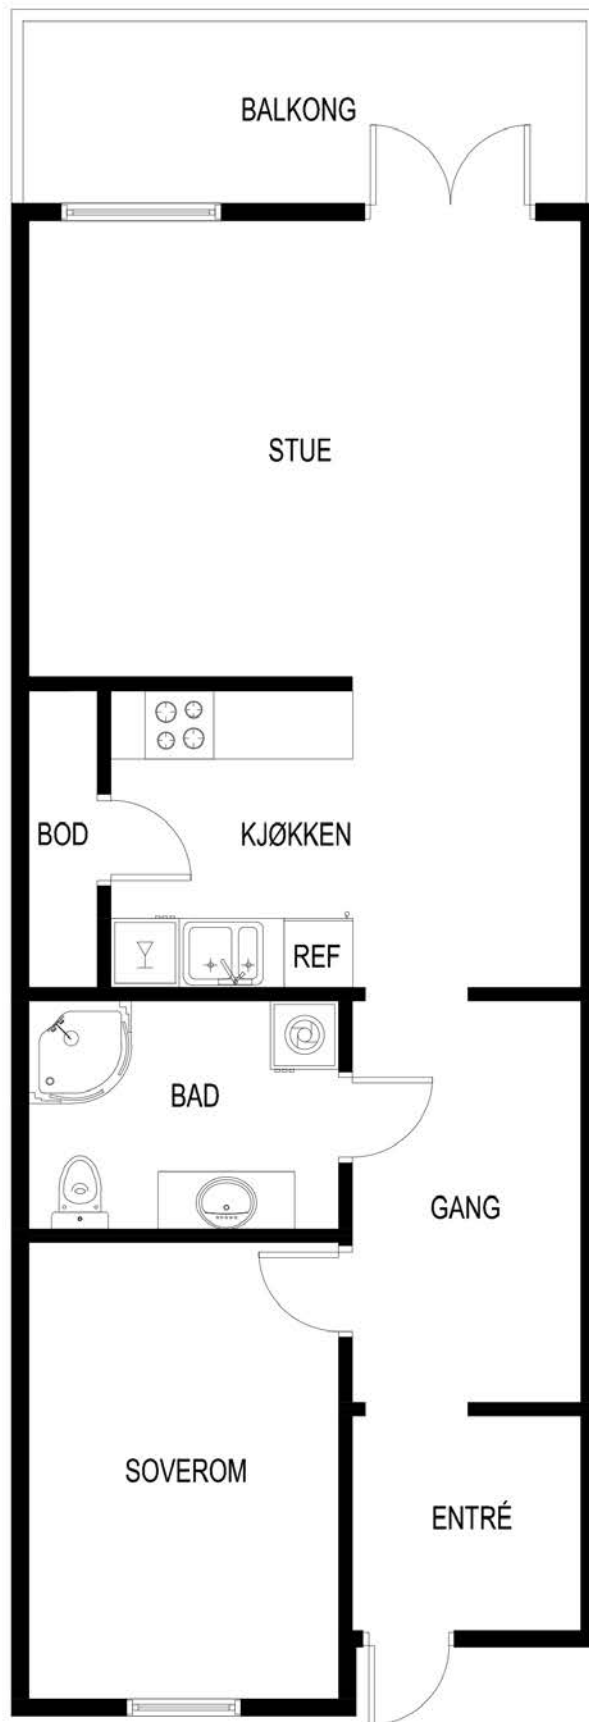 BALKONG
STUE
BOD
KJØKKEN
REF
BAD
GANG
SOVEROM
ENTRÉ